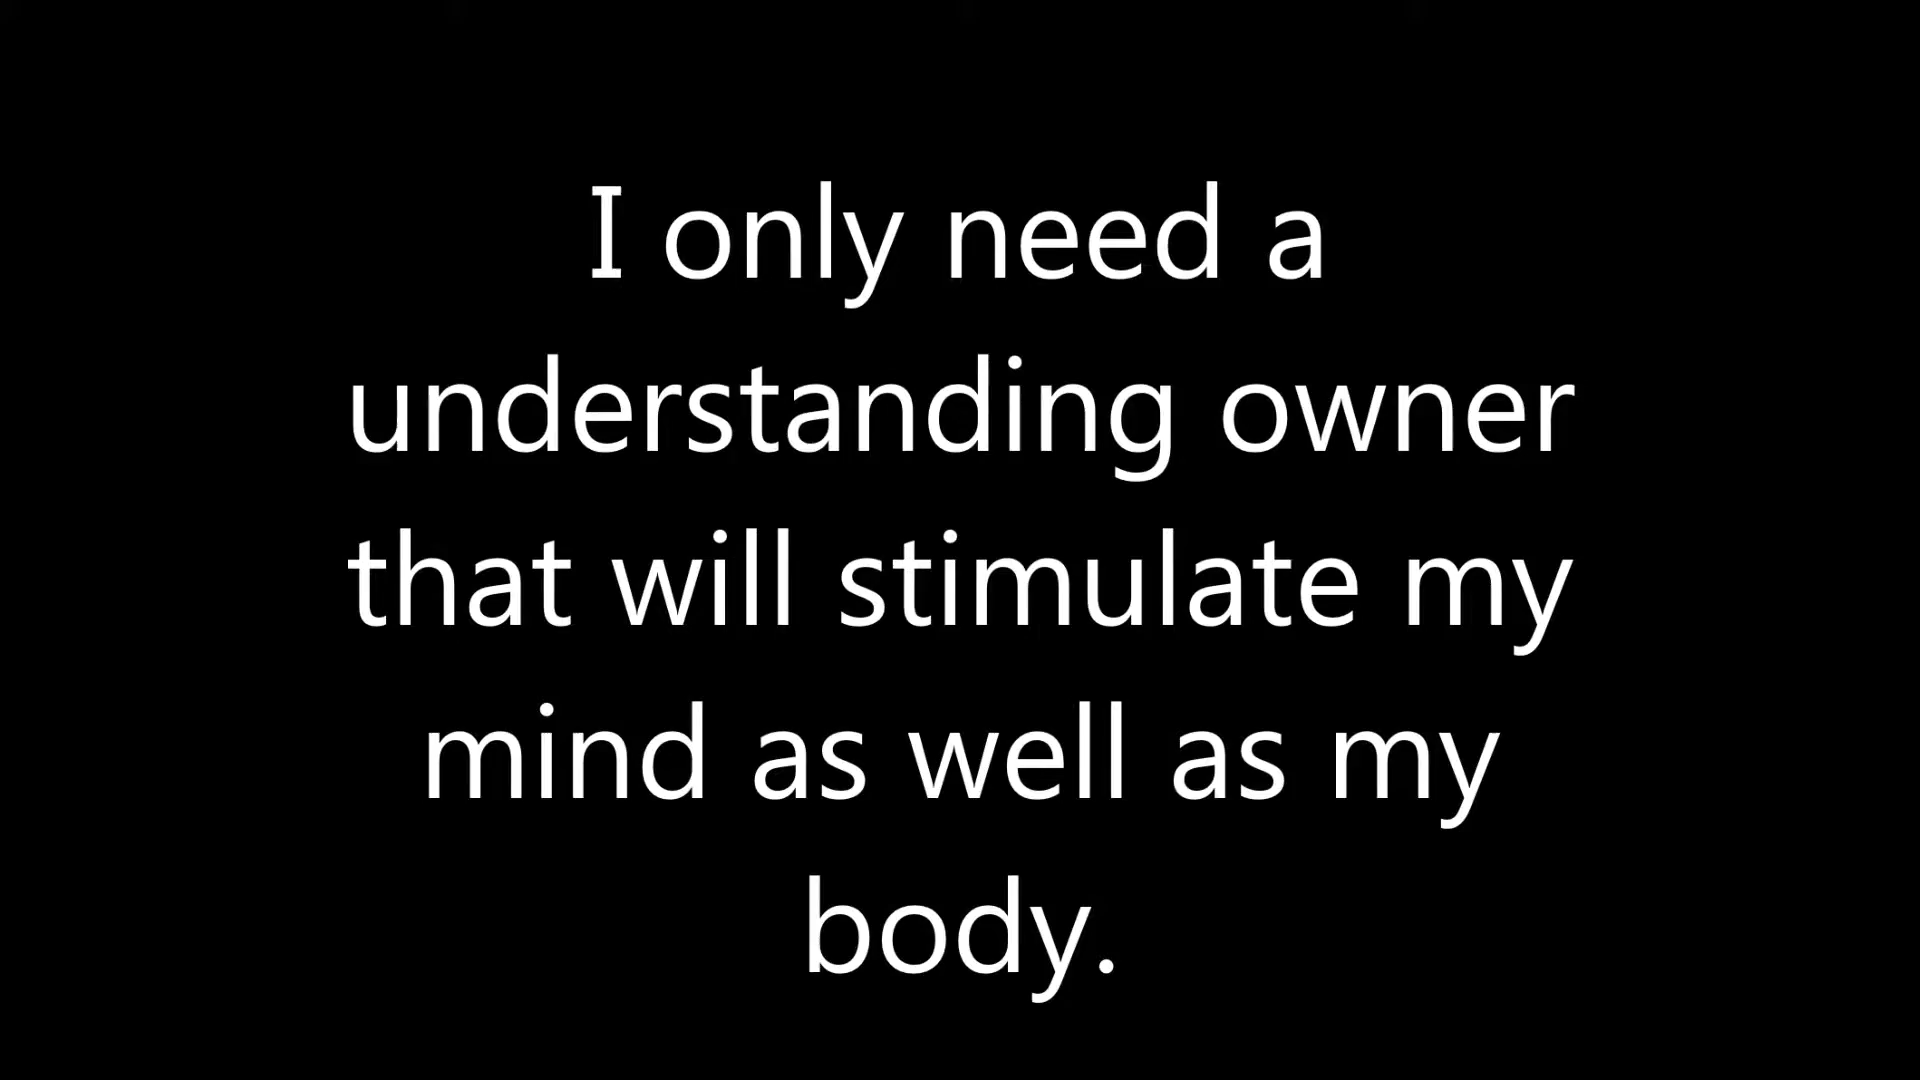 I only need a
understanding owner
that will stimulate my
mind as well as my
body.